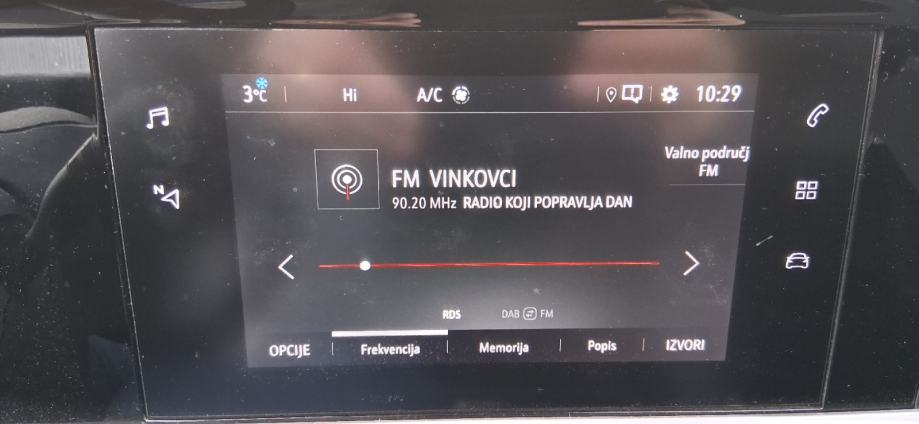 3°C Hi A/C 10:29
Valno područj
FM
FM VINKOVCI
90.20 MHz RADIO KOJI POPRAVLJA DAN
RDS DAB FM
OPCIJE Frekvencija Memorija Popis IZVORI
N